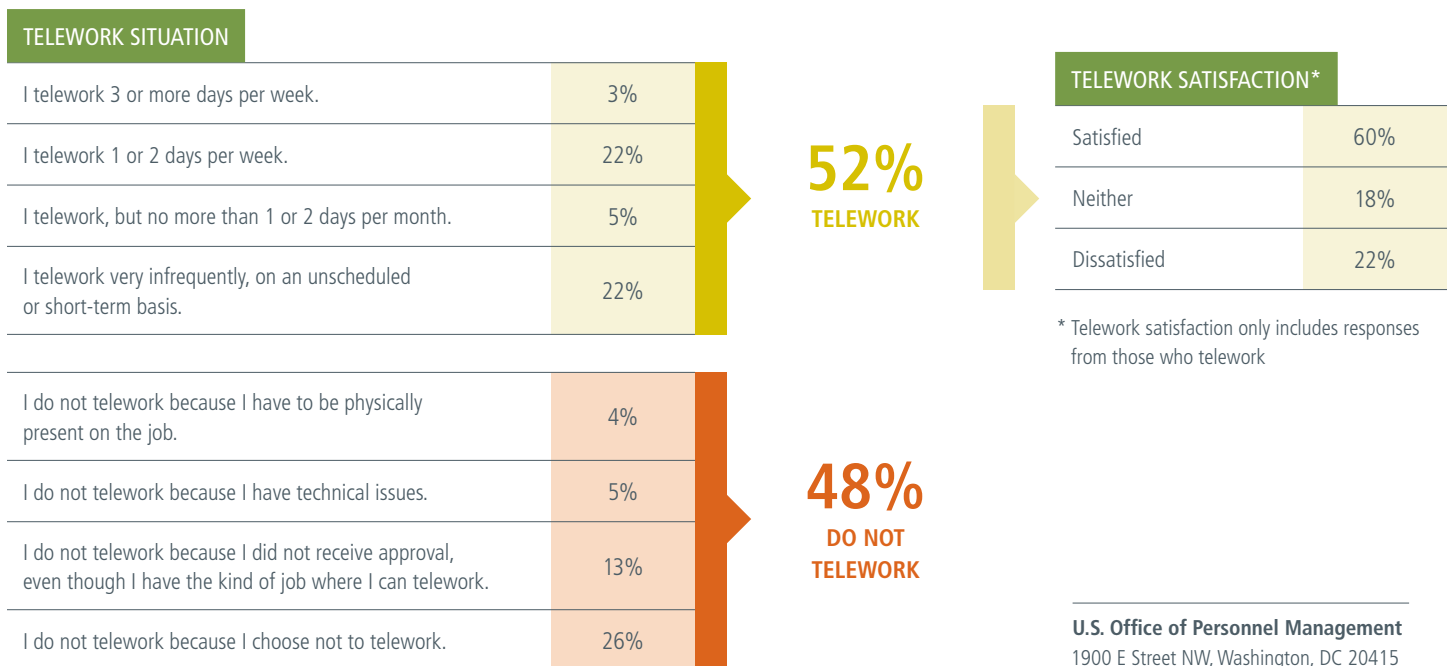 TELEWORK SITUATION
I telework 3 or more days per week. 3%
I telework 1 or 2 days per week. 22%
I telework, but no more than 1 or 2 days per month. 5%
I telework very infrequently, on an unscheduled
or short-term basis. 22%
52%
TELEWORK
I do not telework because I have to be physically
present on the job. 4%
I do not telework because I have technical issues. 5%
I do not telework because I did not receive approval,
even though I have the kind of job where I can telework. 13%
I do not telework because I choose not to telework. 26%
48%
DO NOT
TELEWORK
TELEWORK SATISFACTION*
Satisfied 60%
Neither 18%
Dissatisfied 22%
* Telework satisfaction only includes responses
from those who telework
U.S. Office of Personnel Management
1900 E Street NW, Washington, DC 20415